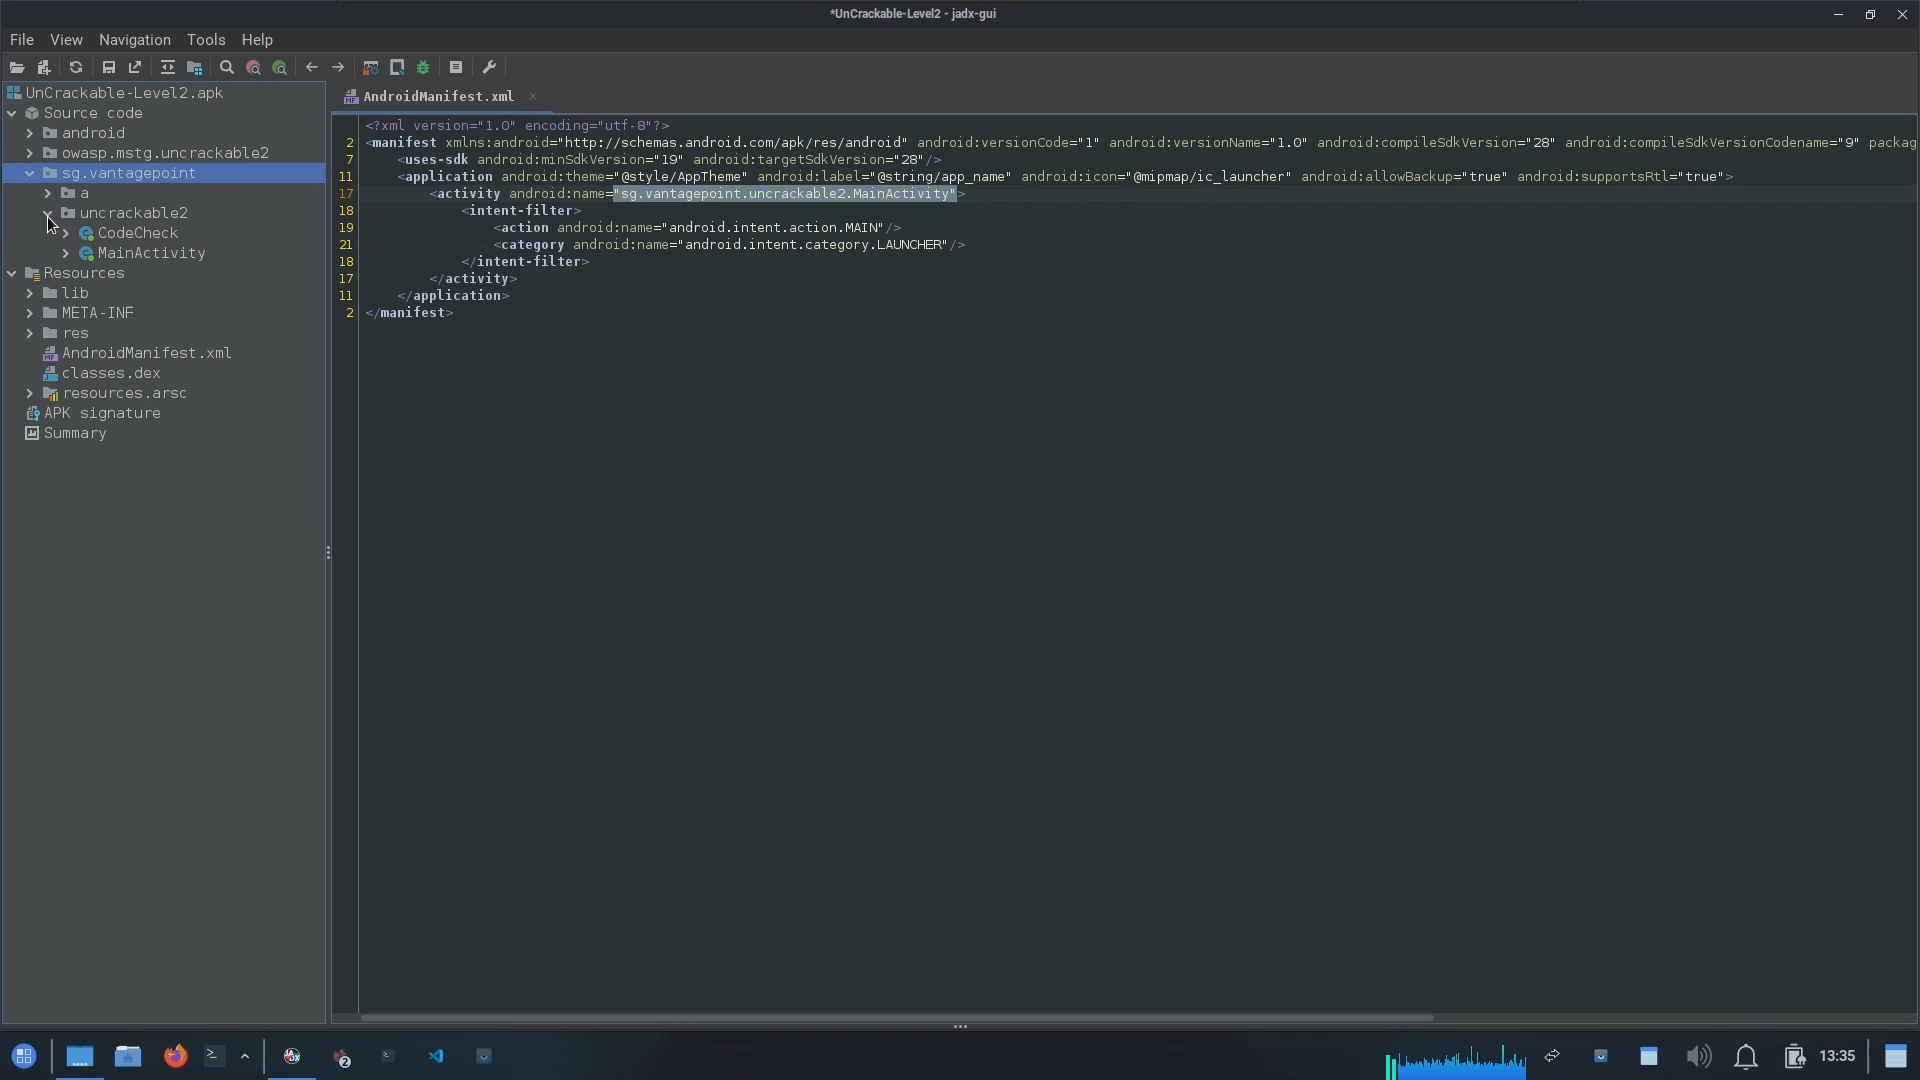 *UnCrackable-Level2 - jadx-gui
File View Navigation Tools Help
UnCrackable-Level2.apk
Source code
android
owasp.mstg.uncrackable2
sg.vantagepoint
a
uncrackable2
CodeCheck
MainActivity
Resources
lib
META-INF
res
AndroidManifest.xml
classes.dex
resources.arsc
APK signature
Summary
AndroidManifest.xml
<?xml version="1.0" encoding="utf-8"?>
2 <manifest xmlns:android="http://schemas.android.com/apk/res/android" android:versionCode="1" android:versionName="1.0" android:compileSdkVersion="28" android:compileSdkVersionCodename="9" packag
7 <uses-sdk android:minSdkVersion="19" android:targetSdkVersion="28"/>
11 <application android:theme="@style/AppTheme" android:label="@string/app_name" android:icon="@mipmap/ic_launcher" android:allowBackup="true" android:supportsRtl="true">
17 <activity android:name="sg.vantagepoint.uncrackable2.MainActivity">
18 <intent-filter>
19 <action android:name="android.intent.action.MAIN"/>
21 <category android:name="android.intent.category.LAUNCHER"/>
18 </intent-filter>
17 </activity>
11 </application>
2 </manifest>
2
13:35